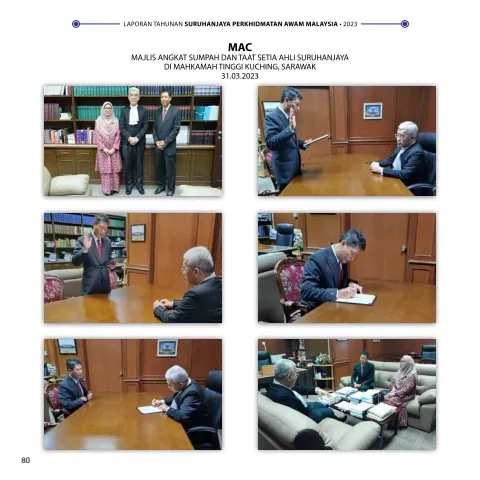 LAPORAN TAHUNAN SURUHANJAYA PERKHIDMATAN AWAM MALAYSIA • 2023
MAC
MAJLIS ANGKAT SUMPAH DAN TAAT SETIA AHLI SURUHANJAYA
DI MAHKAMAH TINGGI KUCHING, SARAWAK
31.03.2023
80